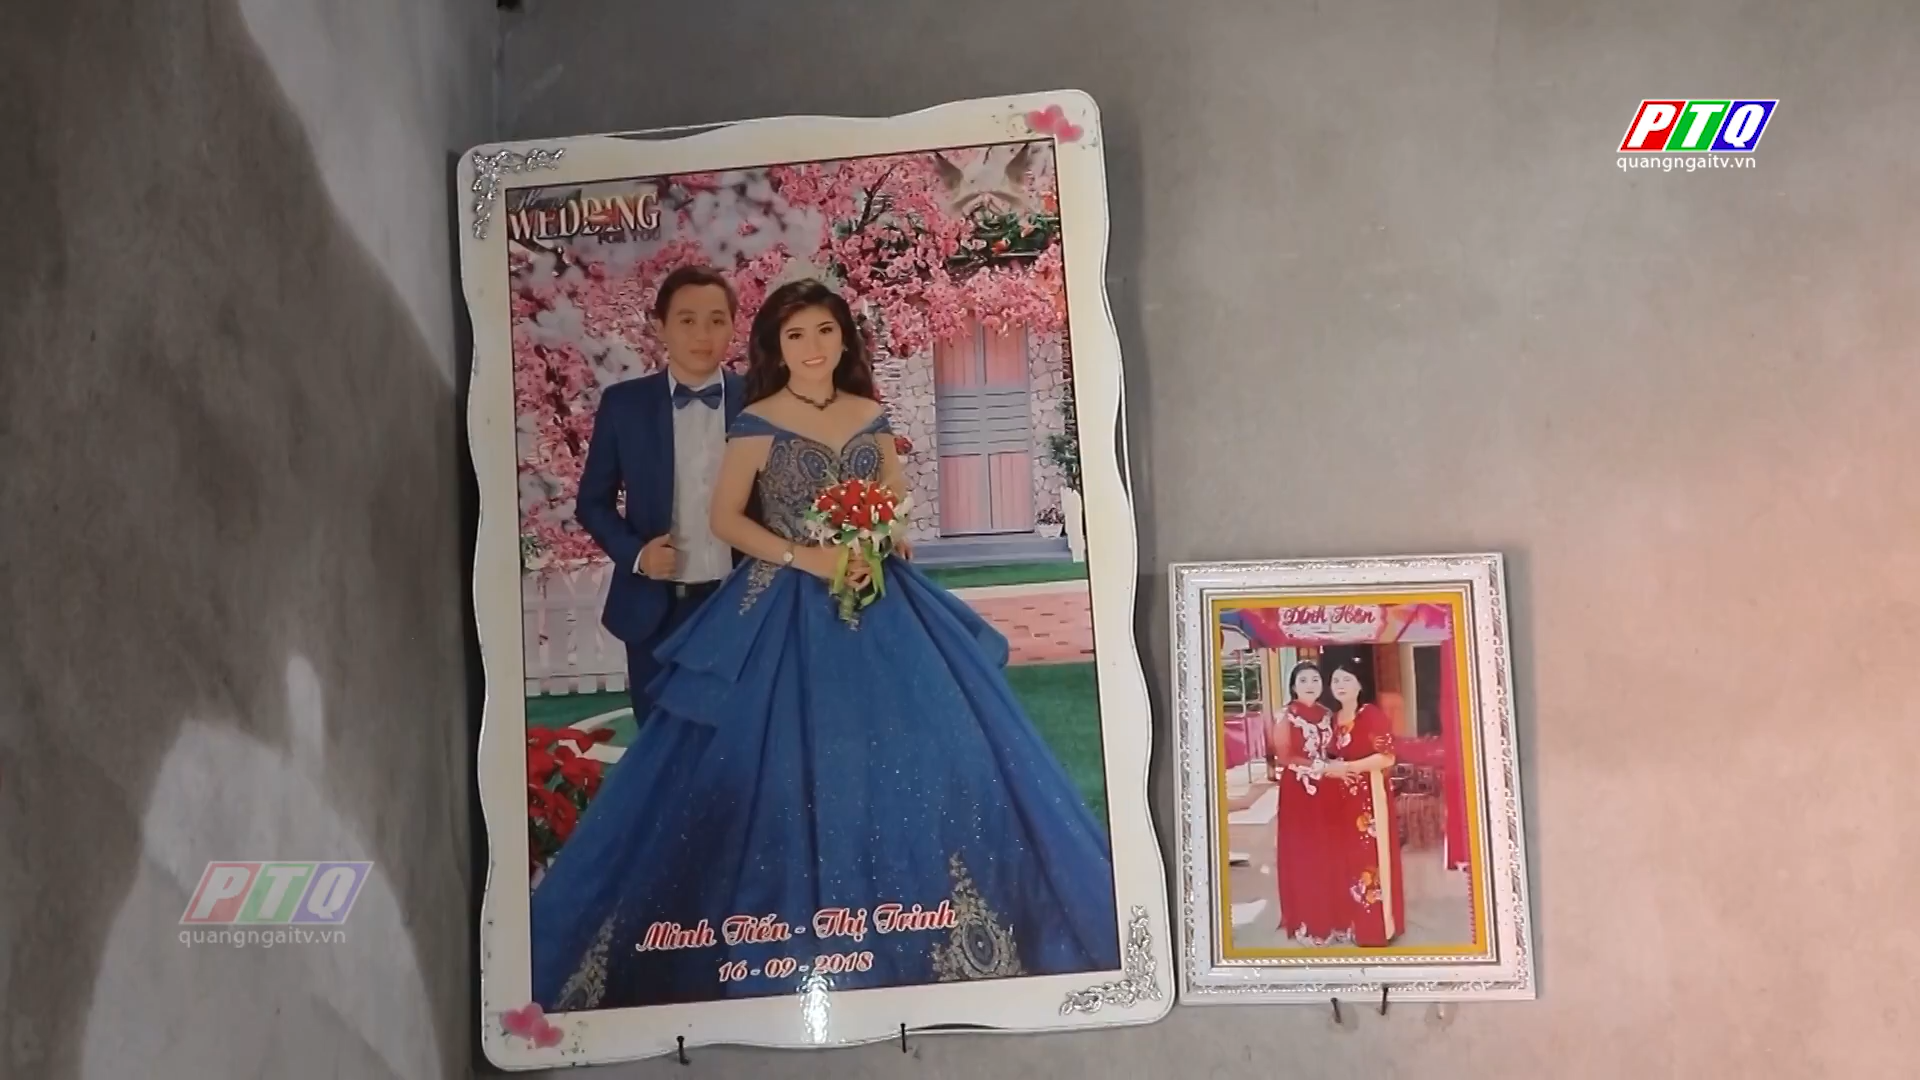 PTQ
quangngaitv.vn
WEDDING
FOR YOU
Minh Tiến - Thị Trinh
16 - 09 - 2018
Đính Hôn
PTQ
quangngaitv.vn